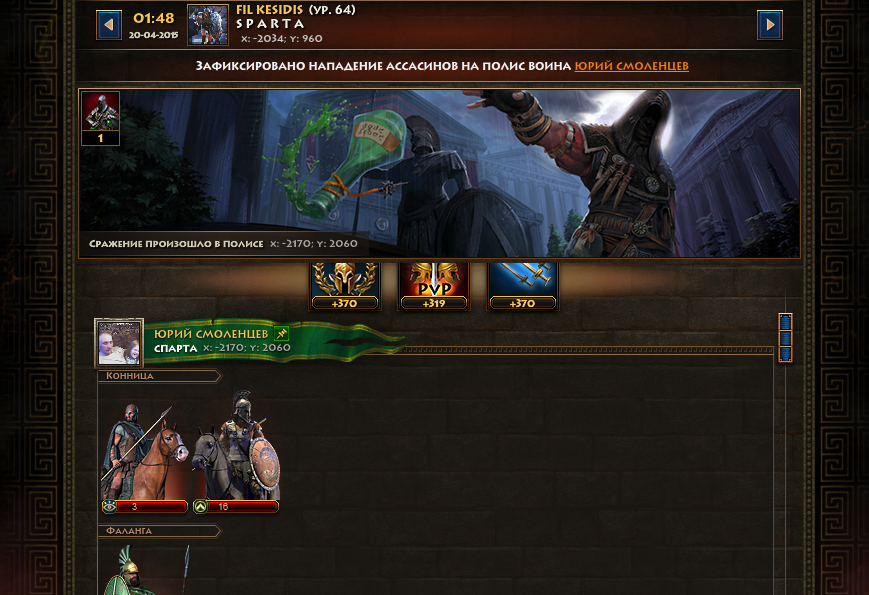 01:48
20-04-2015
FIL KESIDIS (УР. 64)
SPARTA
X: -2034; Y: 960
ЗАФИКСИРОВАНО НАПАДЕНИЕ АССАСИНОВ НА ПОЛИС ВОИНА ЮРИЙ СМОЛЕНЦЕВ
1
СРАЖЕНИЕ ПРОИЗОШЛО В ПОЛИСЕ X: -2170; Y: 2060
PVP
+370 +319 +370
ЮРИЙ СМОЛЕНЦЕВ
СПАРТА X: -2170; Y: 2060
КОННИЦА
3 16
ФАЛАНГА